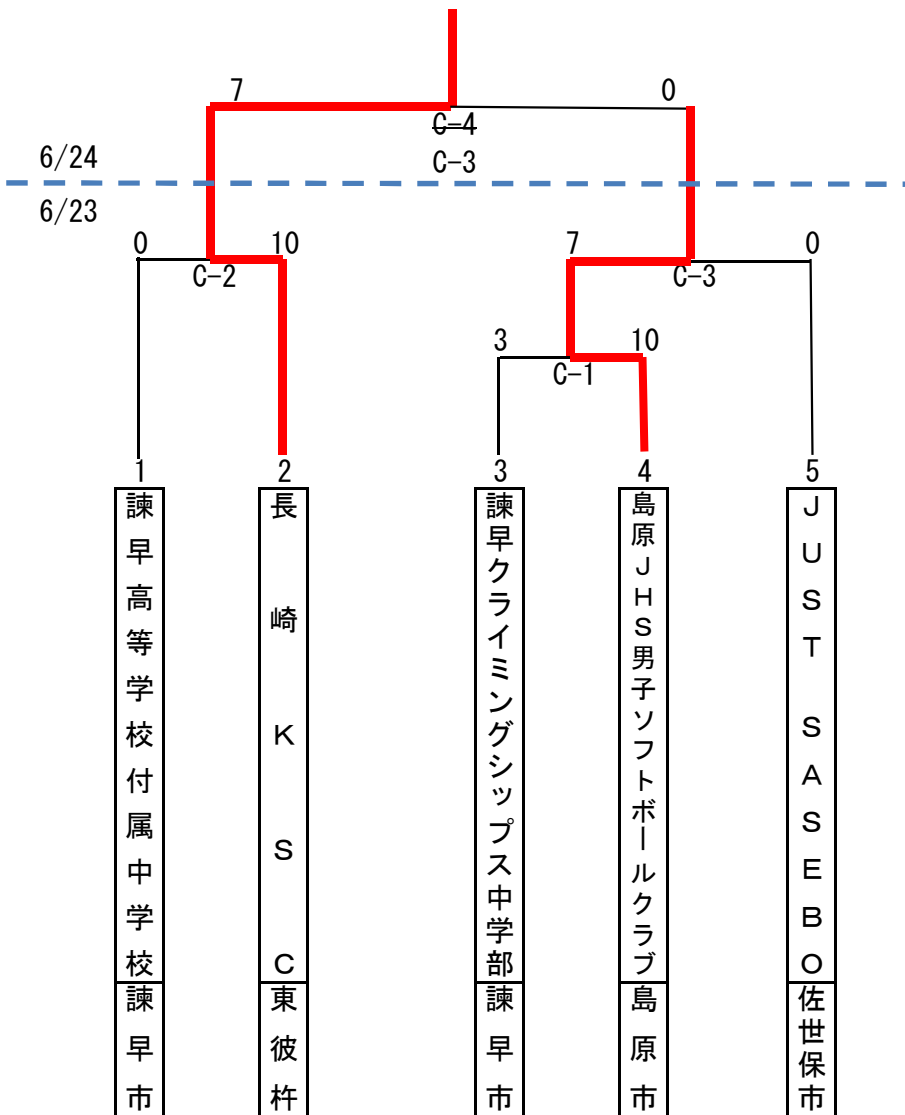 7
0
C-4
C-3
6/24
6/23
0
10
C-2
7
0
C-3
3
10
C-1
1
2
3
4
5
諫早高等学校付属中学校
諫早市
長崎KSC
東彼杵
諫早クライミングシップス中学部
諫早市
島原JHS男子ソフトボールクラブ
島原市
JUST SASEBO
佐世保市